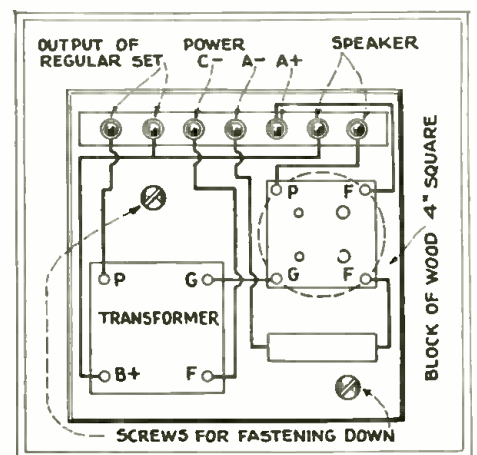 OUTPUT OF
REGULAR SET
POWER
C- A- A+
SPEAKER
P F
G F
P G
TRANSFORMER
B+ F
BLOCK OF WOOD 4" SQUARE
SCREWS FOR FASTENING DOWN